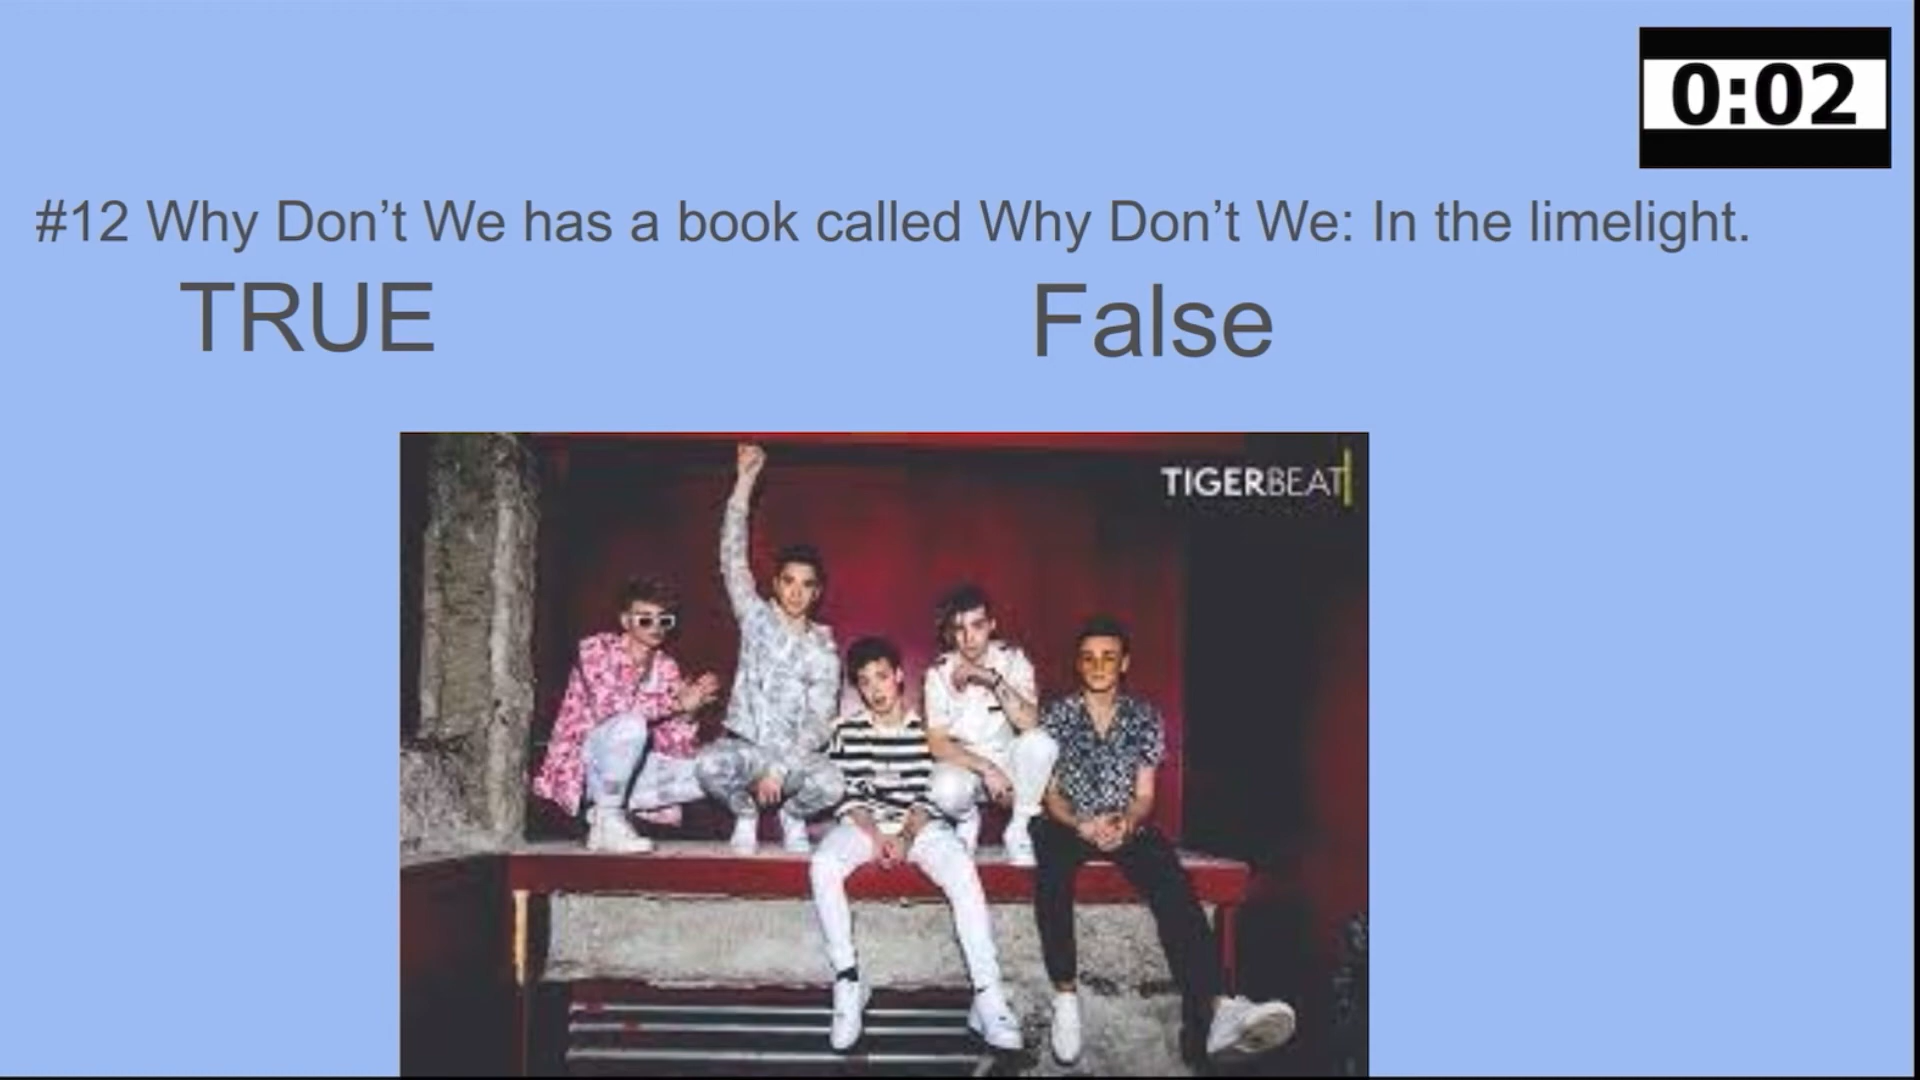 0:02
#12 Why Don’t We has a book called Why Don’t We: In the limelight.
TRUE False
TIGERBEAT